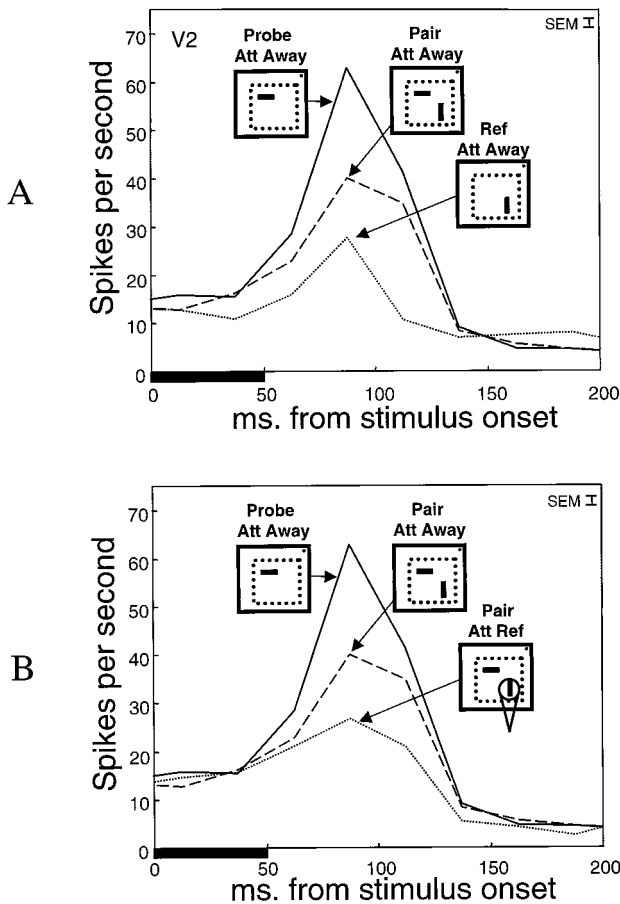 A
V2
SEM
Probe
Att Away
Pair
Att Away
Ref
Att Away
Spikes per second
70
60
50
40
30
20
10
0
0 50 100 150 200
ms. from stimulus onset
B
SEM
Probe
Att Away
Pair
Att Away
Pair
Att Ref
Spikes per second
70
60
50
40
30
20
10
0
0 50 100 150 200
ms. from stimulus onset